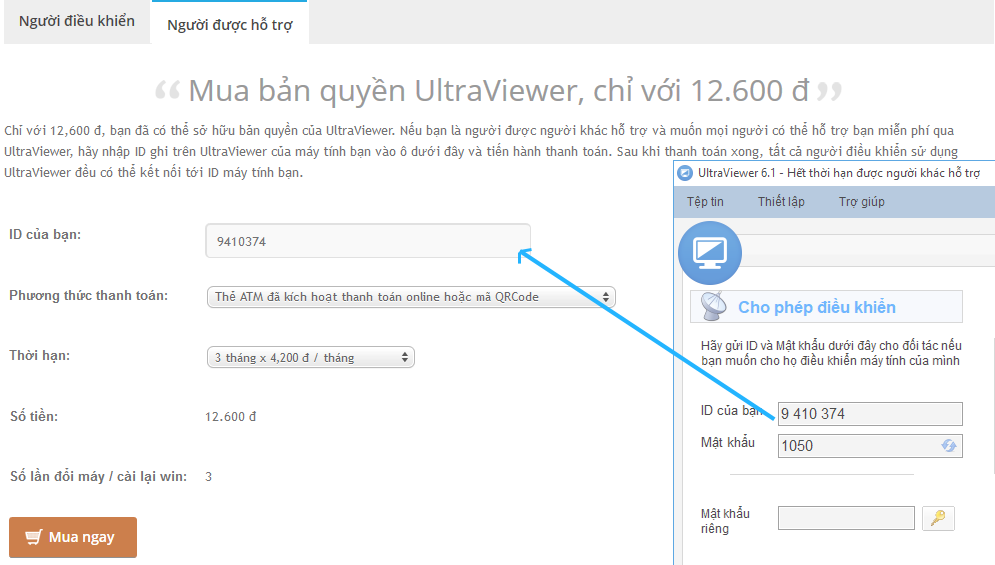 Người điều khiển
Người được hỗ trợ
“ Mua bản quyền UltraViewer, chỉ với 12.600 đ ”
Chỉ với 12,600 đ, bạn đã có thể sở hữu bản quyền của UltraViewer. Nếu bạn là người được người khác hỗ trợ và muốn mọi người có thể hỗ trợ bạn miễn phí qua
UltraViewer, hãy nhập ID ghi trên UltraViewer của máy tính bạn vào ô dưới đây và tiến hành thanh toán. Sau khi thanh toán xong, tất cả người điều khiển sử dụng
UltraViewer đều có thể kết nối tới ID máy tính bạn.
ID của bạn:
9410374
Phương thức thanh toán:
Thẻ ATM đã kích hoạt thanh toán online hoặc mã QRCode
Thời hạn:
3 tháng x 4,200 đ / tháng
Số tiền:
12.600 đ
Số lần đổi máy / cài lại win:
3
Mua ngay
UltraViewer 6.1 - Hết thời hạn được người khác hỗ trợ
Tệp tin
Thiết lập
Trợ giúp
Cho phép điều khiển
Hãy gửi ID và Mật khẩu dưới đây cho đối tác nếu
bạn muốn cho họ điều khiển máy tính của mình
ID của bạn
9 410 374
Mật khẩu
1050
Mật khẩu
riêng